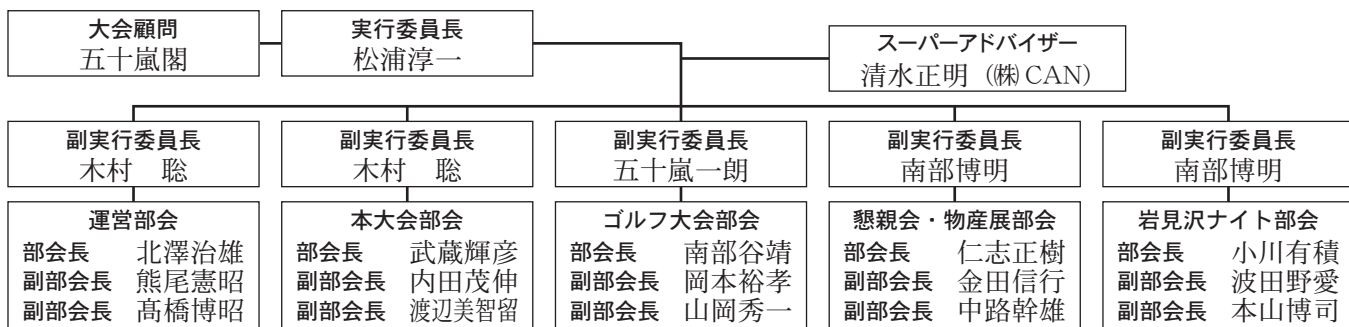 大会顧問
五十嵐閣
実行委員長
松浦淳一
スーパーアドバイザー
清水正明（㈱CAN）
副実行委員長
木村　聡
副実行委員長
木村　聡
副実行委員長
五十嵐一朗
副実行委員長
南部博明
副実行委員長
南部博明
運営部会
部会長　北澤治雄
副部会長　熊尾憲昭
副部会長　髙橋博昭
本大会部会
部会長　武蔵輝彦
副部会長　内田茂伸
副部会長　渡辺美智留
ゴルフ大会部会
部会長　南部谷靖
副部会長　岡本裕孝
副部会長　山岡秀一
懇親会・物産展部会
部会長　仁志正樹
副部会長　金田信行
副部会長　中路幹雄
岩見沢ナイト部会
部会長　小川有積
副部会長　波田野愛
副部会長　本山博司